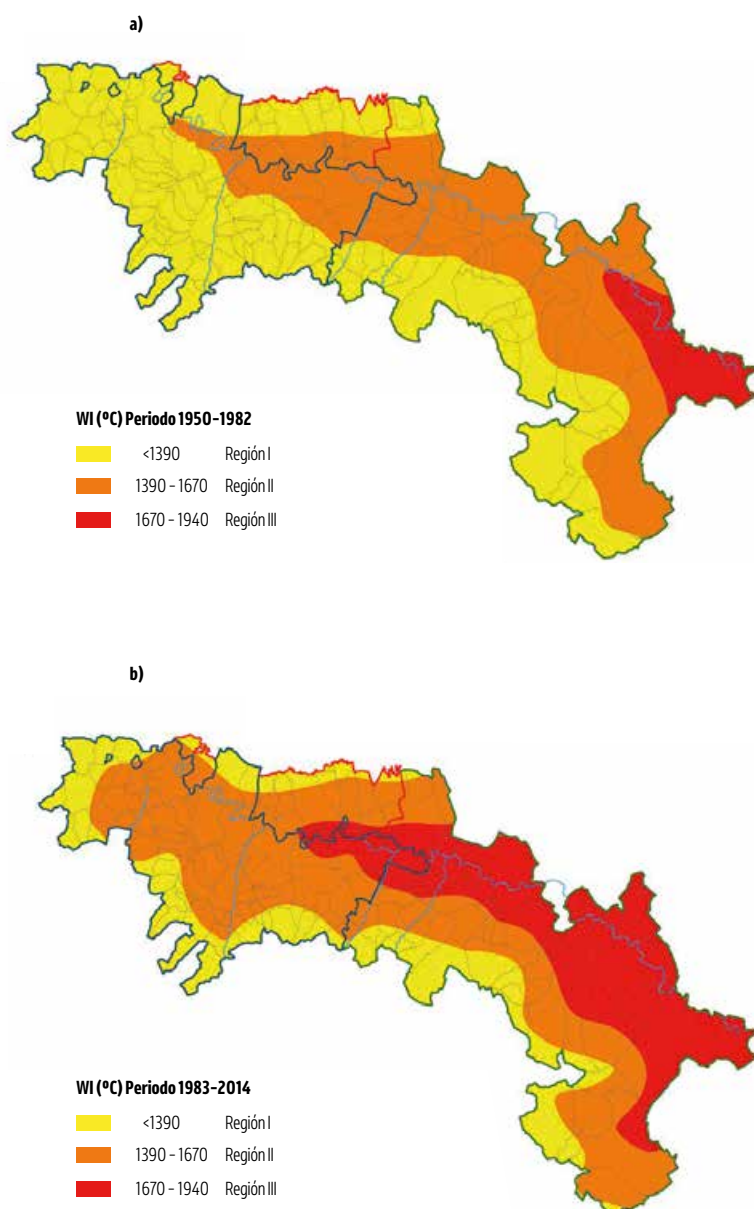 a)
WI (ºC) Periodo 1950-1982
<1390 Región I
1390 - 1670 Región II
1670 - 1940 Región III
b)
WI (ºC) Periodo 1983-2014
<1390 Región I
1390 - 1670 Región II
1670 - 1940 Región III